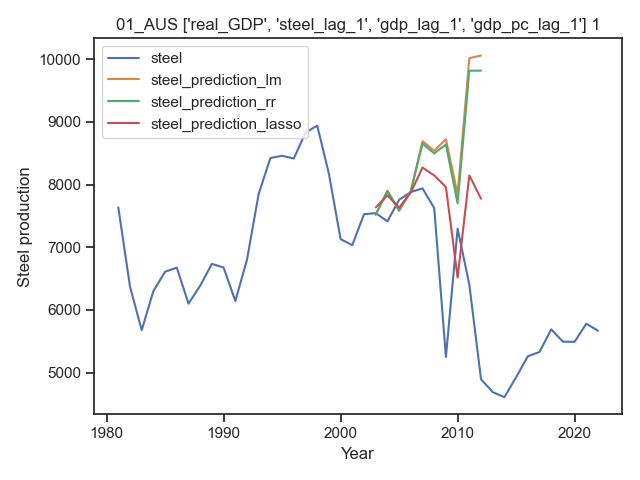 01_AUS ['real_GDP', 'steel_lag_1', 'gdp_lag_1', 'gdp_pc_lag_1'] 1
steel
steel_prediction_lm
steel_prediction_rr
steel_prediction_lasso
10000
9000
8000
7000
6000
5000
Steel production
1980
1990
2000
2010
2020
Year